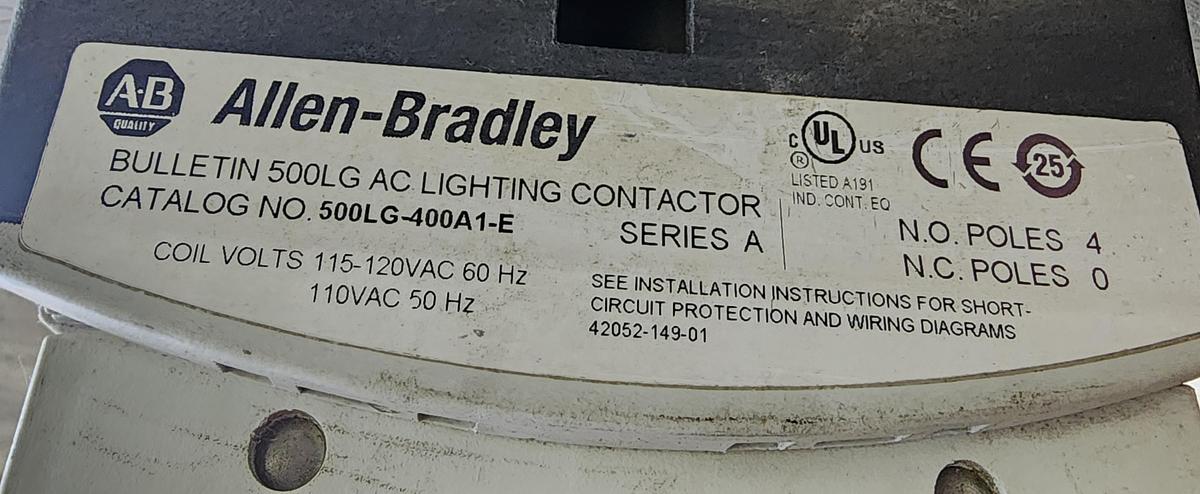 A-B
QUALITY
Allen-Bradley
BULLETIN 500LG AC LIGHTING CONTACTOR
CATALOG NO. 500LG-400A1-E
SERIES A
COIL VOLTS 115-120VAC 60 Hz
110VAC 50 Hz
C UL US
®
LISTED A191
IND. CONT. EQ
CE
25
N.O. POLES 4
N.C. POLES 0
SEE INSTALLATION INSTRUCTIONS FOR SHORT-
CIRCUIT PROTECTION AND WIRING DIAGRAMS
42052-149-01